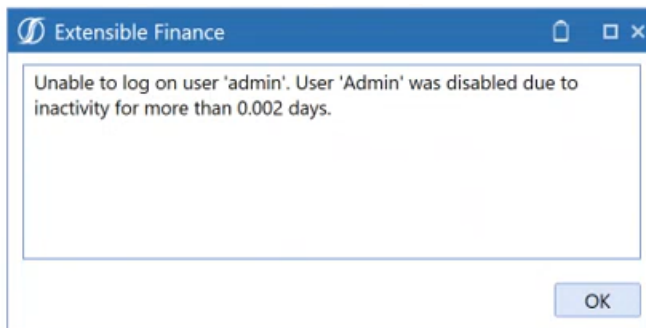 Extensible Finance
Unable to log on user 'admin'. User 'Admin' was disabled due to
inactivity for more than 0.002 days.
OK